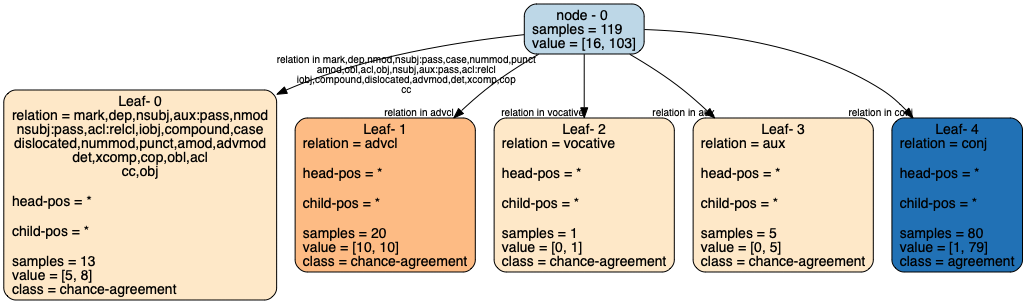 node - 0
samples = 119
value = [16, 103]
relation in mark,dep,nmod,nsubj:pass,case,nummod,punct
amod,obl,acl,obj,nsubj,aux:pass,acl:relcl
iobj,compound,dislocated,advmod,det,xcomp,cop
cc
relation in advcl
relation in vocative
relation in aux
relation in conj
Leaf- 0
relation = mark,dep,nsubj,aux:pass,nmod
nsubj:pass,acl:relcl,iobj,compound,case
dislocated,nummod,punct,amod,advmod
det,xcomp,cop,obl,acl
cc,obj
head-pos = *
child-pos = *
samples = 13
value = [5, 8]
class = chance-agreement
Leaf- 1
relation = advcl
head-pos = *
child-pos = *
samples = 20
value = [10, 10]
class = chance-agreement
Leaf- 2
relation = vocative
head-pos = *
child-pos = *
samples = 1
value = [0, 1]
class = chance-agreement
Leaf- 3
relation = aux
head-pos = *
child-pos = *
samples = 5
value = [0, 5]
class = chance-agreement
Leaf- 4
relation = conj
head-pos = *
child-pos = *
samples = 80
value = [1, 79]
class = agreement